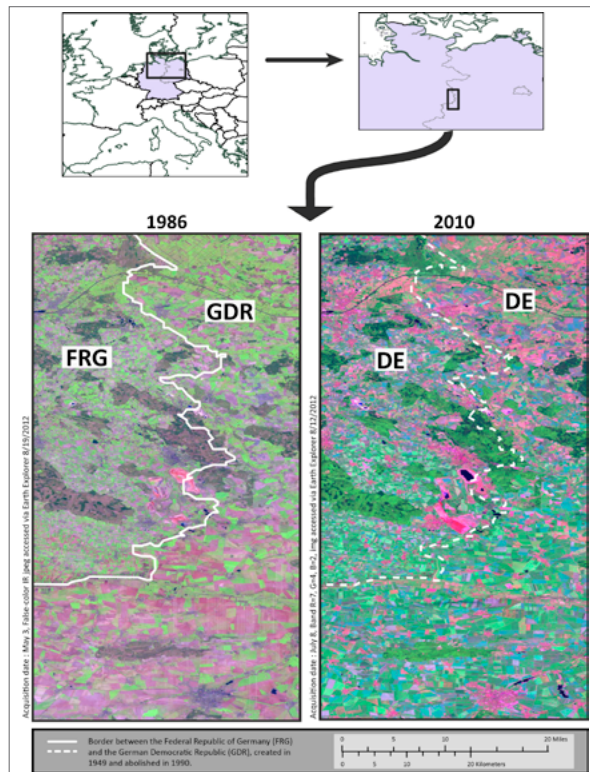 1986
2010
GDR
DE
FRG
DE
Acquisition date : May 3, False-color IR jpeg accessed via Earth Explorer 8/19/2012
Acquisition date : July 8, Band R=7, G=4, B=2, Img accessed via Earth Explorer 8/12/2012
Border between the Federal Republic of Germany (FRG)
and the German Democratic Republic (GDR), created in
1949 and abolished in 1990.
0 5 10 20 Miles
0 5 10 20 Kilometers